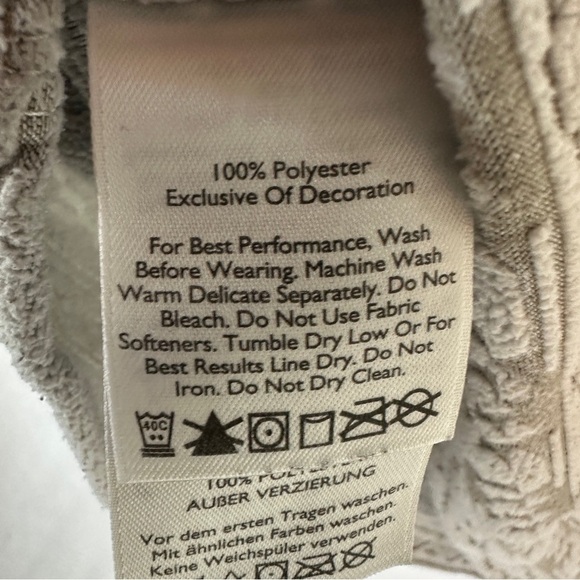 100% Polyester
Exclusive Of Decoration
For Best Performance, Wash
Before Wearing. Machine Wash
Warm Delicate Separately. Do Not
Bleach. Do Not Use Fabric
Softeners. Tumble Dry Low Or For
Best Results Line Dry. Do Not
Iron. Do Not Dry Clean.
40C
100%
AUßER VERZIERUNG
Vor dem ersten Tragen waschen.
Mit ähnlichen Farben waschen.
Keine Weichspüler verwenden.